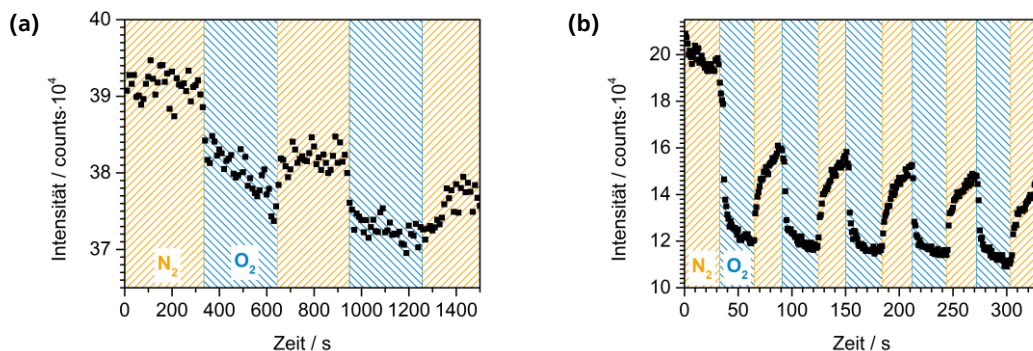 (a)
Intensität / counts·10⁴
40
39
38
37
N₂
O₂
0 200 400 600 800 1000 1200 1400
Zeit / s
(b)
Intensität / counts·10⁴
20
18
16
14
12
10
N₂
O₂
0 50 100 150 200 250 300
Zeit / s